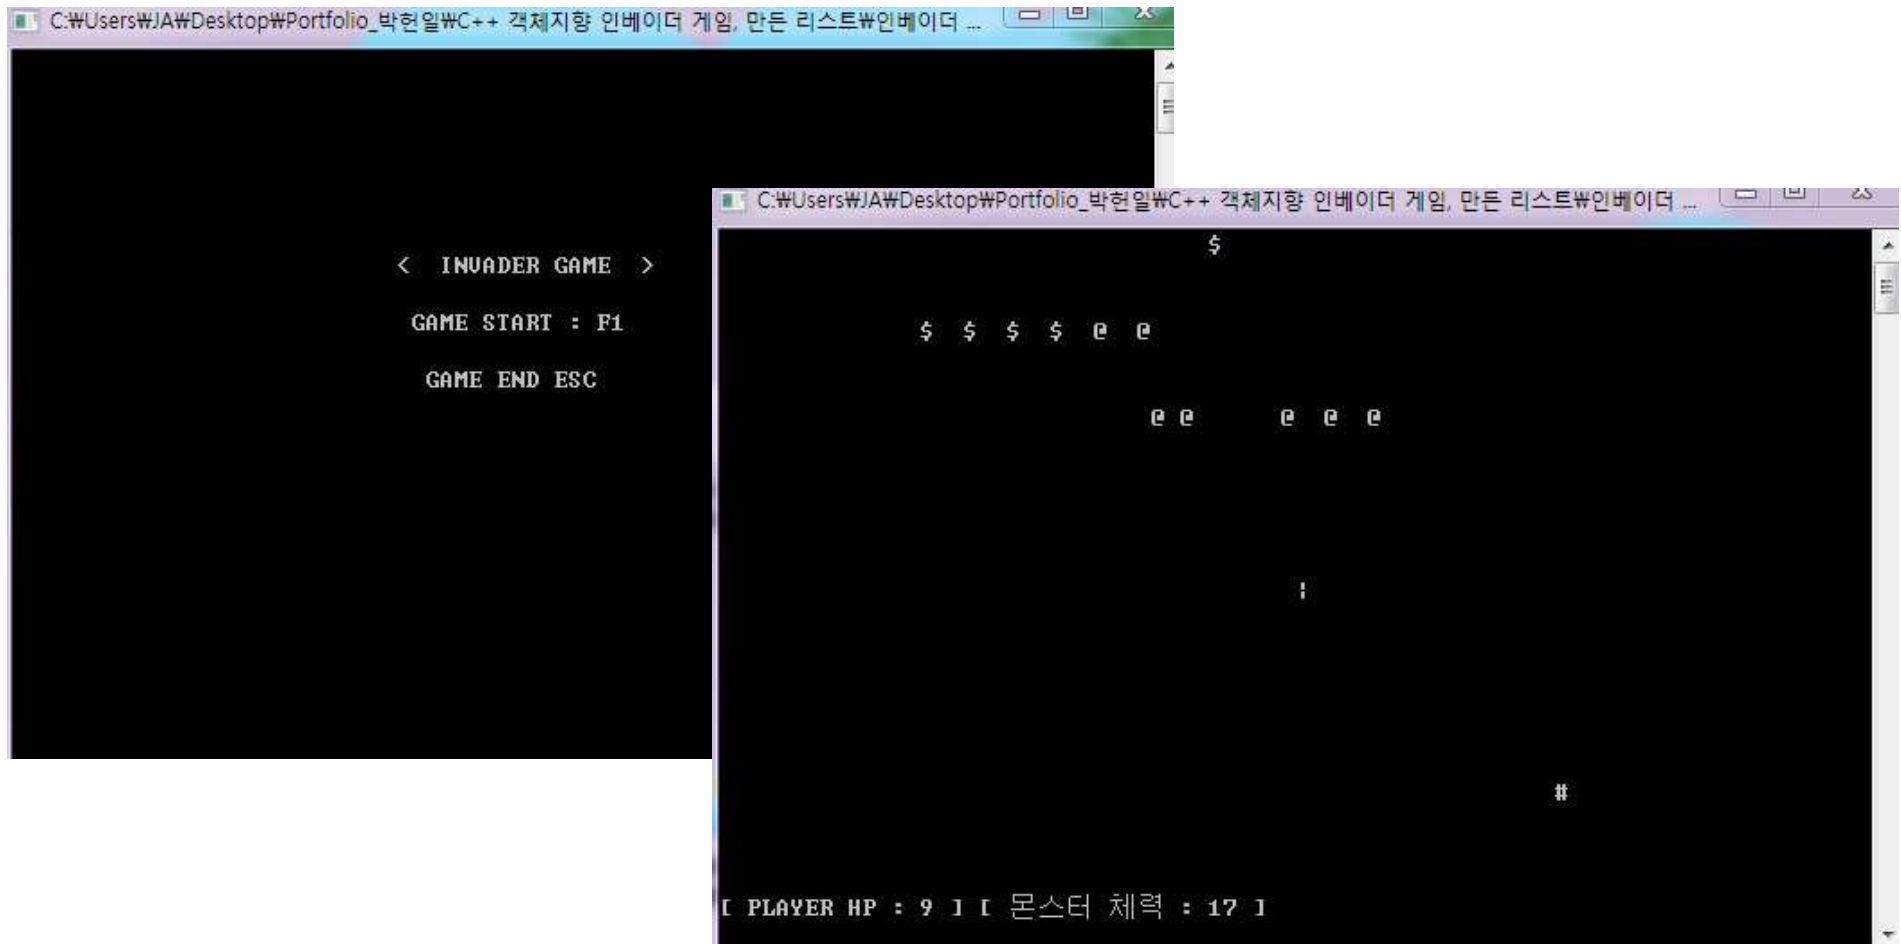 C:₩Users₩JA₩Desktop₩Portfolio_박헌일₩C++ 객체지향 인베이더 게임, 만든 리스트₩인베이더 ...
< INVADER GAME >
GAME START : F1
GAME END ESC
C:₩Users₩JA₩Desktop₩Portfolio_박헌일₩C++ 객체지향 인베이더 게임, 만든 리스트₩인베이더 ...
$
$ $ $ $ @ @
@ @ @ @ @
¦
#
[ PLAYER HP : 9 ] [ 몬스터 체력 : 17 ]